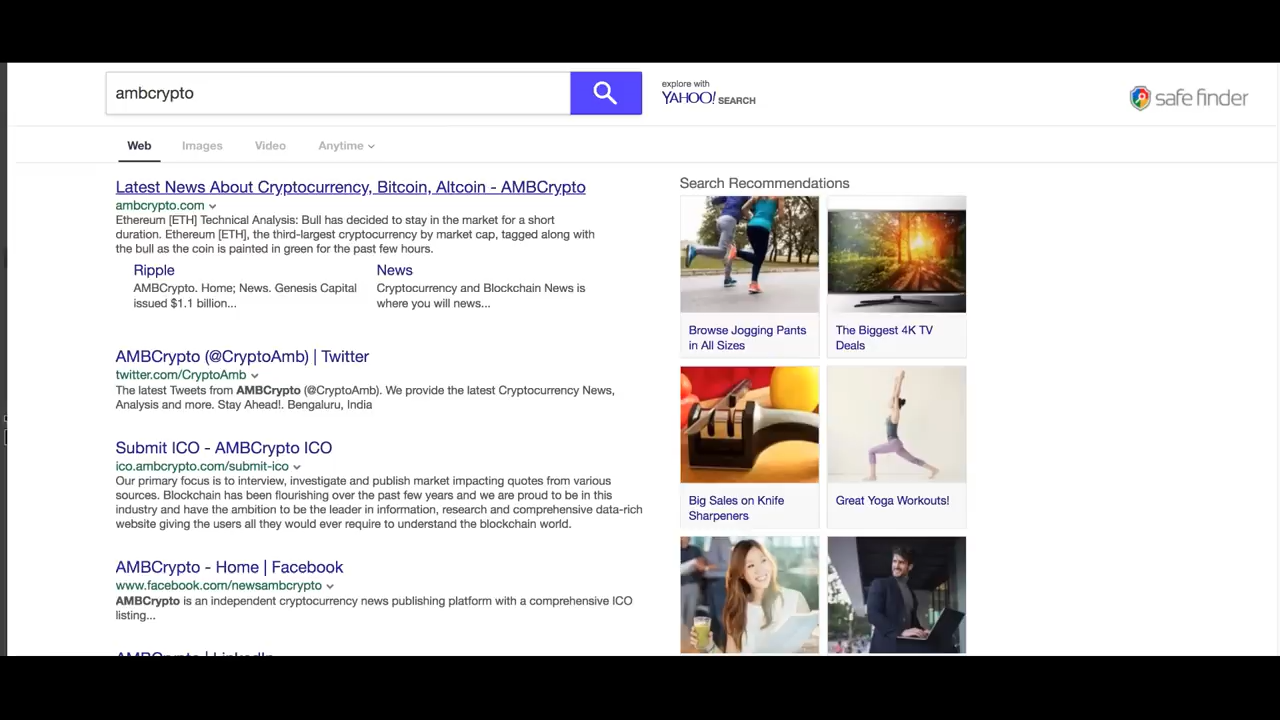 ambcrypto
explore with
YAHOO! SEARCH
safe finder
Web
Images
Video
Anytime
Latest News About Cryptocurrency, Bitcoin, Altcoin - AMBCrypto
ambcrypto.com
Ethereum [ETH] Technical Analysis: Bull has decided to stay in the market for a short
duration. Ethereum [ETH], the third-largest cryptocurrency by market cap, tagged along with
the bull as the coin is painted in green for the past few hours.
Ripple
AMBCrypto. Home; News. Genesis Capital
issued $1.1 billion...
News
Cryptocurrency and Blockchain News is
where you will news...
AMBCrypto (@CryptoAmb) | Twitter
twitter.com/CryptoAmb
The latest Tweets from AMBCrypto (@CryptoAmb). We provide the latest Cryptocurrency News,
Analysis and more. Stay Ahead!. Bengaluru, India
Submit ICO - AMBCrypto ICO
ico.ambcrypto.com/submit-ico
Our primary focus is to interview, investigate and publish market impacting quotes from various
sources. Blockchain has been flourishing over the past few years and we are proud to be in this
industry and have the ambition to be the leader in information, research and comprehensive data-rich
website giving the users all they would ever require to understand the blockchain world.
AMBCrypto - Home | Facebook
www.facebook.com/newsambcrypto
AMBCrypto is an independent cryptocurrency news publishing platform with a comprehensive ICO
listing...
AMBCrypto | LinkedIn
Search Recommendations
Browse Jogging Pants
in All Sizes
The Biggest 4K TV
Deals
Big Sales on Knife
Sharpeners
Great Yoga Workouts!